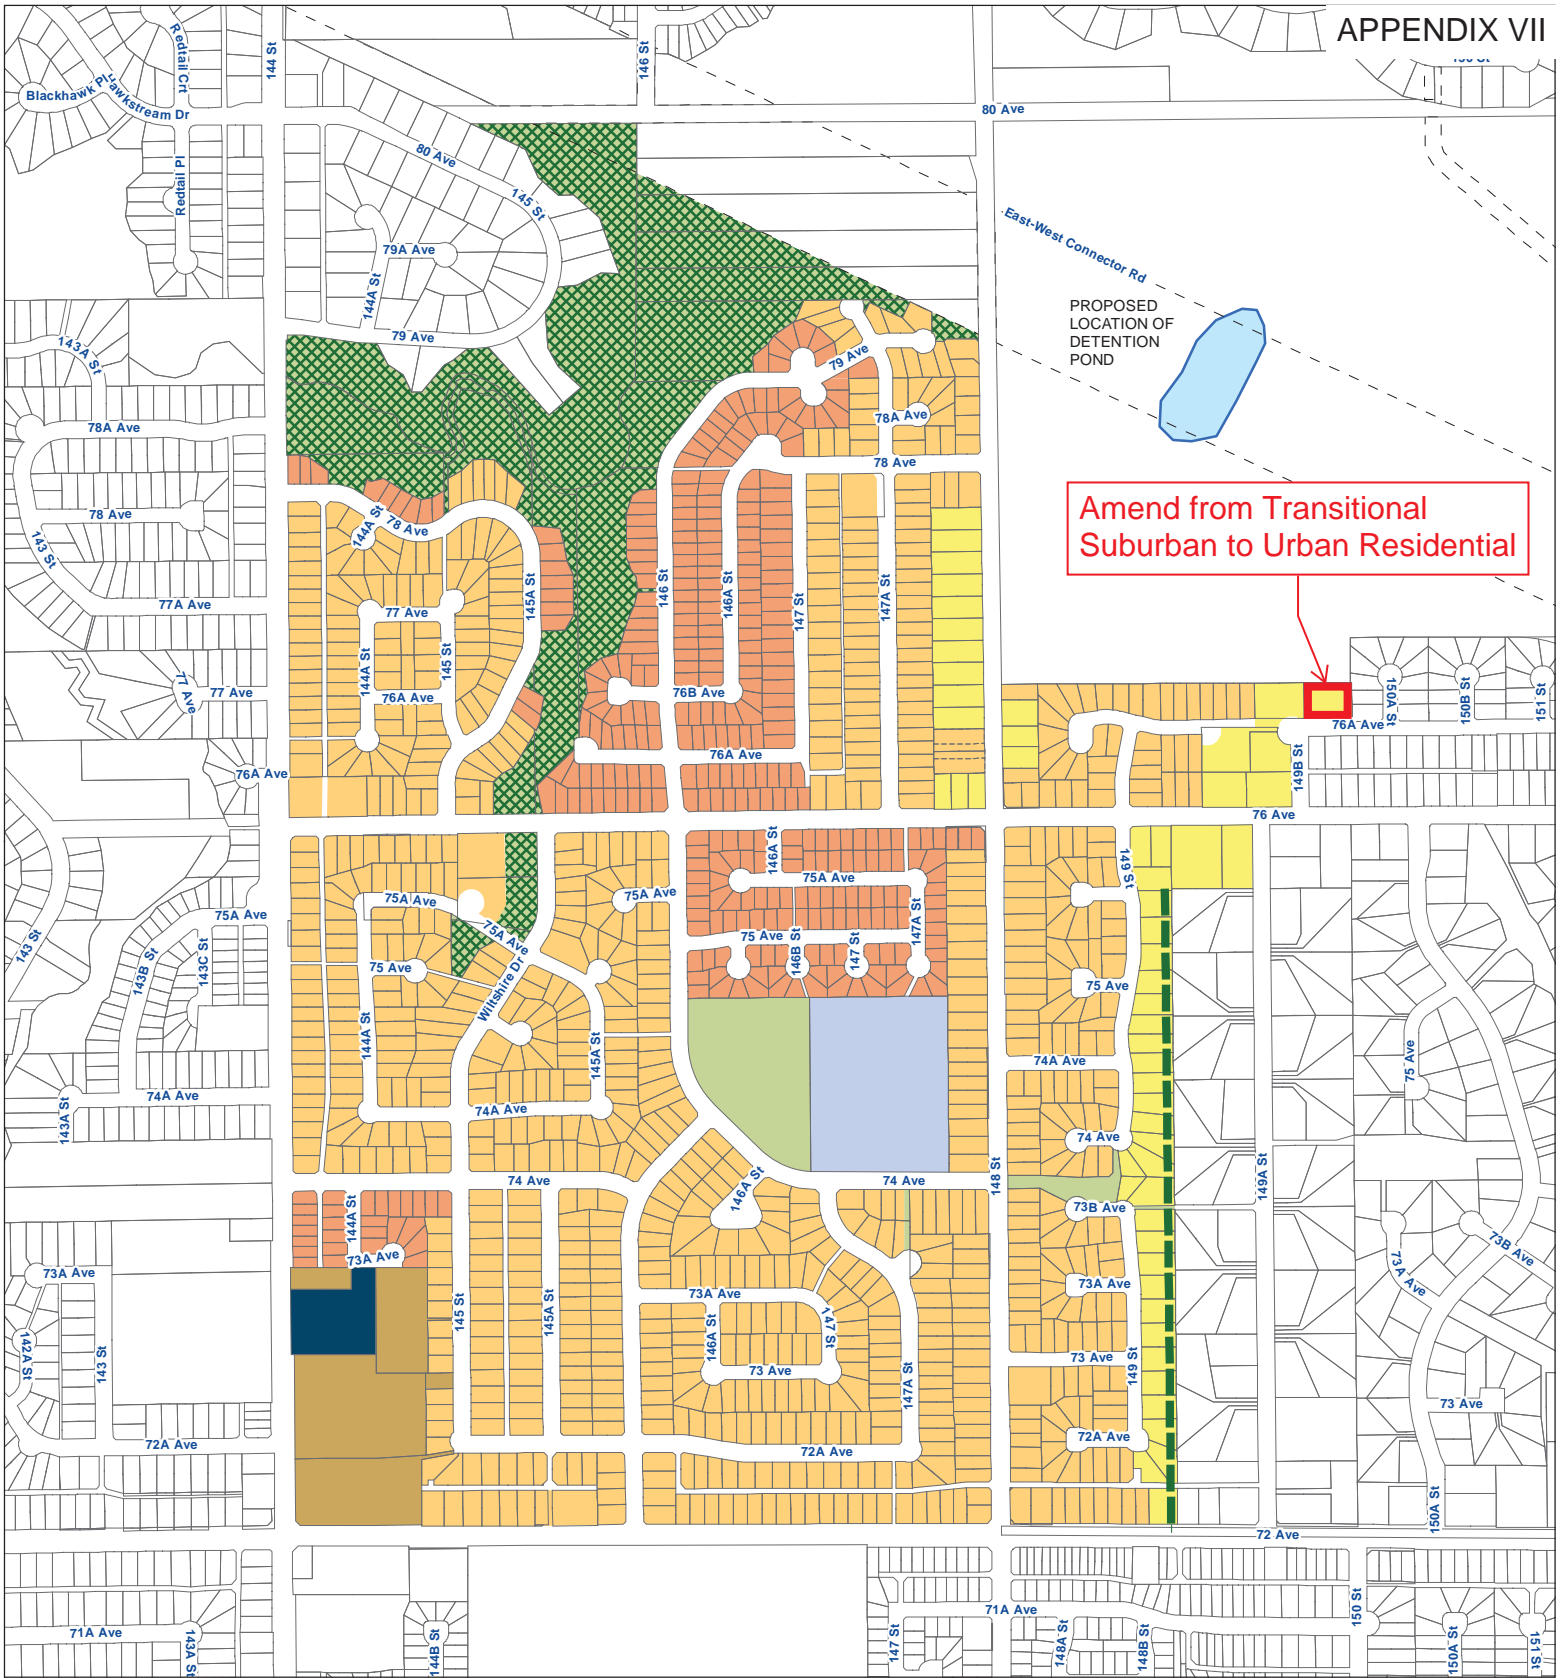 APPENDIX VII
Redtail Crt
144 St
146 St
Blackhawk Pl
Hawkstream Dr
80 Ave
80 Ave
Redtail Pl
145 St
79A Ave
144A St
79 Ave
East-West Connector Rd
PROPOSED
LOCATION OF
DETENTION
POND
143A St
79 Ave
78A Ave
78A Ave
78 Ave
Amend from Transitional
Suburban to Urban Residential
78 Ave
144A St
78 Ave
143 St
77A Ave
77 Ave
145A St
146 St
146A St
147 St
147A St
144A St
145 St
77 Ave
77 Ave
76A Ave
76B Ave
150A St
150B St
151 St
76A Ave
76A Ave
76A Ave
149B St
76 Ave
146A St
149 St
75A Ave
75A Ave
75A Ave
75A Ave
75A Ave
143 St
143B St
143C St
75 Ave
146B St
147 St
147A St
75 Ave
Wiltshire Dr
75 Ave
144A St
145A St
74A Ave
75 Ave
74A Ave
74A Ave
143A St
74 Ave
74 Ave
74 Ave
146A St
148 St
149A St
144A St
73B Ave
73B Ave
73A Ave
73A Ave
73A Ave
73A Ave
73A Ave
145 St
145A St
146A St
147 St
142A St
143 St
73 Ave
73 Ave
149 St
147A St
73 Ave
72A Ave
72A Ave
72A Ave
150A St
72 Ave
71A Ave
71A Ave
143A St
144B St
147 St
148A St
148B St
150 St
150A St
151 St